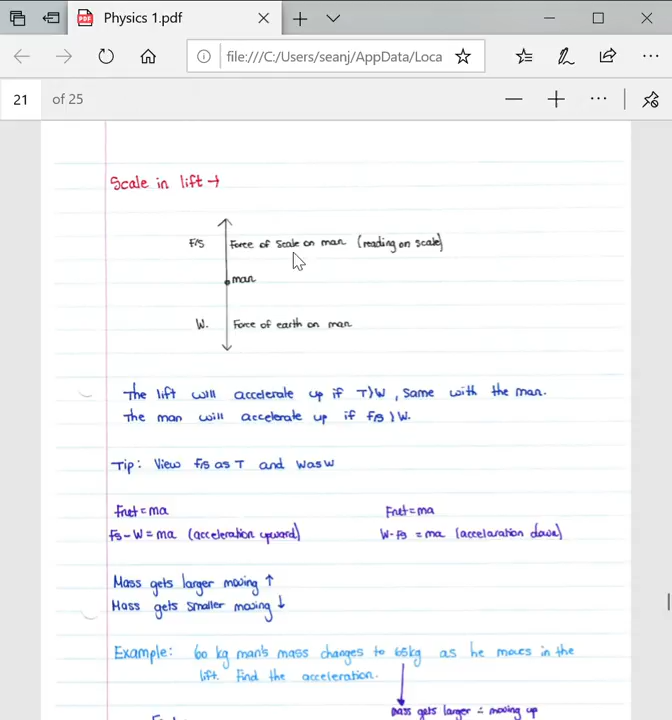 Physics 1.pdf
file:///C:/Users/seanj/AppData/Loca
21 of 25
Scale in lift →
F/S Force of scale on man (reading on scale)
man
W. Force of earth on man
The lift will accelerate up if T>W, same with the man.
The man will accelerate up if F/S > W.
Tip: View F/S as T and W as W
Fnet = ma Fnet = ma
Fs - W = ma (acceleration upward) W - Fs = ma (accelaration down)
Mass gets larger moving ↑
Mass gets smaller moving ↓
Example: 60 kg man's mass changes to 65kg as he moves in the
lift. Find the acceleration.
mass gets larger ∴ moving up